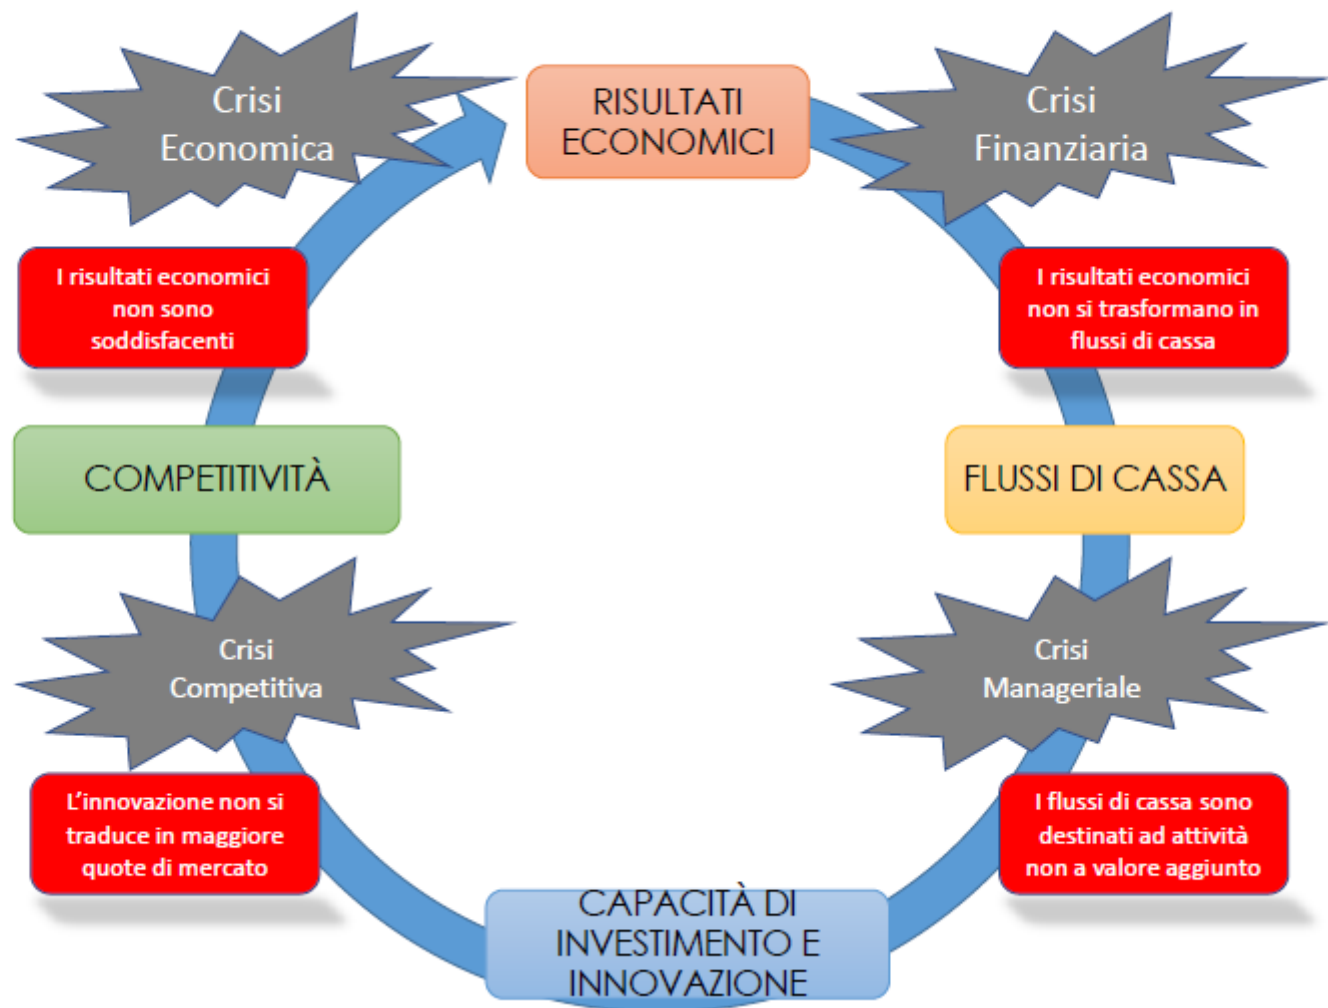 Crisi
Economica
RISULTATI
ECONOMICI
Crisi
Finanziaria
I risultati economici
non sono
soddisfacenti
I risultati economici
non si trasformano in
flussi di cassa
COMPETITIVITÀ
FLUSSI DI CASSA
Crisi
Competitiva
Crisi
Manageriale
L'innovazione non si
traduce in maggiore
quote di mercato
I flussi di cassa sono
destinati ad attività
non a valore aggiunto
CAPACITÀ DI
INVESTIMENTO E
INNOVAZIONE